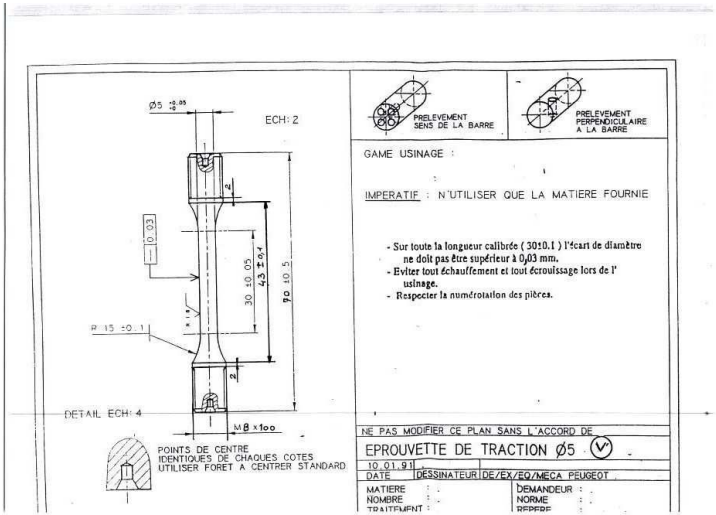 Ø5 +0.05
-0
ECH: 2
PRELEVEMENT
SENS DE LA BARRE
PRELEVEMENT
PERPENDICULAIRE
A LA BARRE
GAME USINAGE :
IMPERATIF : N'UTILISER QUE LA MATIERE FOURNIE
- Sur toute la longueur calibrée ( 30±0.1 ) l'écart de diamètre
ne doit pas être supérieur à 0,03 mm.
- Eviter tout échauffement et tout écrouissage lors de l'
usinage.
- Respecter la numérotation des pièces.
2
0.03
30 ±0.05
43 ±0,1
70 ±0.5
R 15 ±0.1
2
DETAIL ECH: 4
M8 x100
POINTS DE CENTRE
IDENTIQUES DE CHAQUES COTES
UTILISER FORET A CENTRER STANDARD
NE PAS MODIFIER CE PLAN SANS L'ACCORD DE
EPROUVETTE DE TRACTION Ø5 V
10.01.91
DATE DESSINATEUR DE/EX/EQ/MECA PEUGEOT
MATIERE : DEMANDEUR :
NOMBRE : NORME :
TRAITEMENT : REPERE :